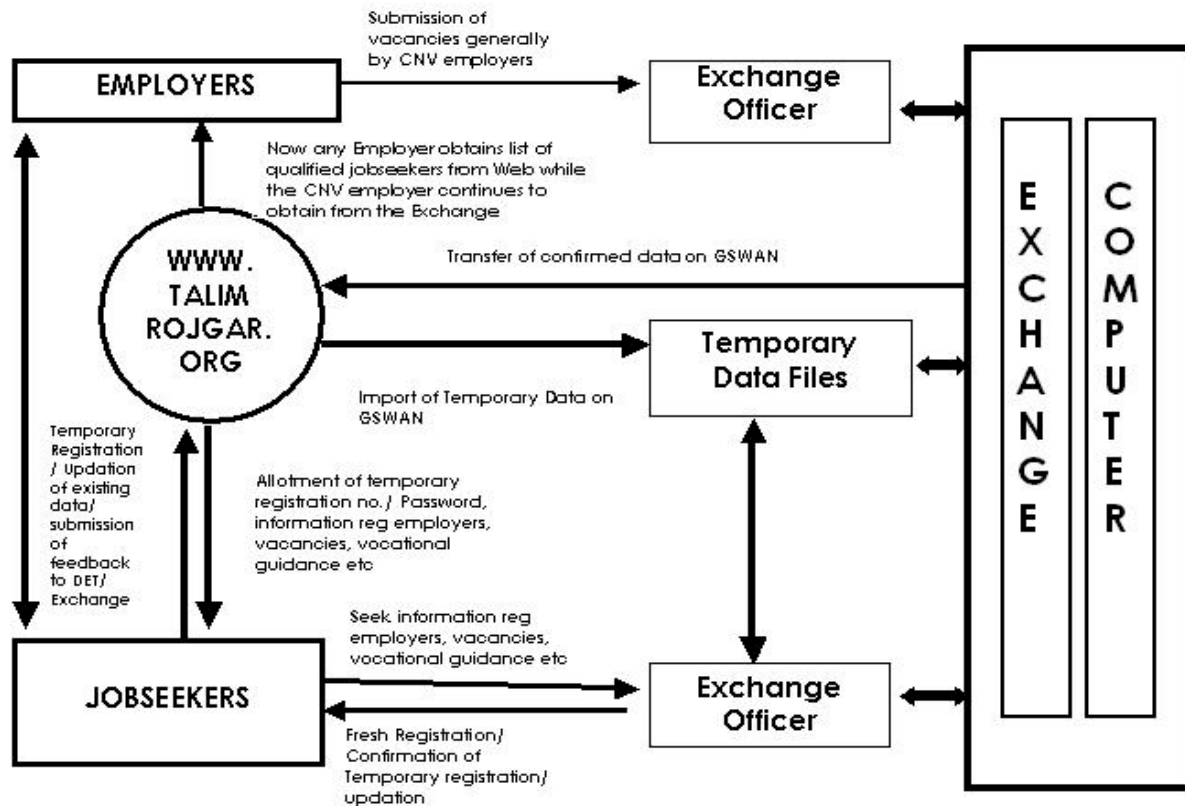 Submission of
vacancies generally
by CNV employers
EMPLOYERS
Exchange
Officer
Now any Employer obtains list of
qualified jobseekers from Web while
the CNV employer continues to
obtain from the Exchange
WWW.
TALIM
ROJGAR.
ORG
Transfer of confirmed data on GSWAN
Temporary
Data Files
Import of Temporary Data on
GSWAN
Temporary
Registration
/ Updation
of existing
data/
submission
of
feedback
to DET/
Exchange
Allotment of temporary
registration no./ Password,
information reg employers,
vacancies, vocational
guidance etc
Seek information reg
employers, vacancies,
vocational guidance etc
JOBSEEKERS
Exchange
Officer
Fresh Registration/
Confirmation of
Temporary registration/
updation
EXCHANGE
COMPUTER